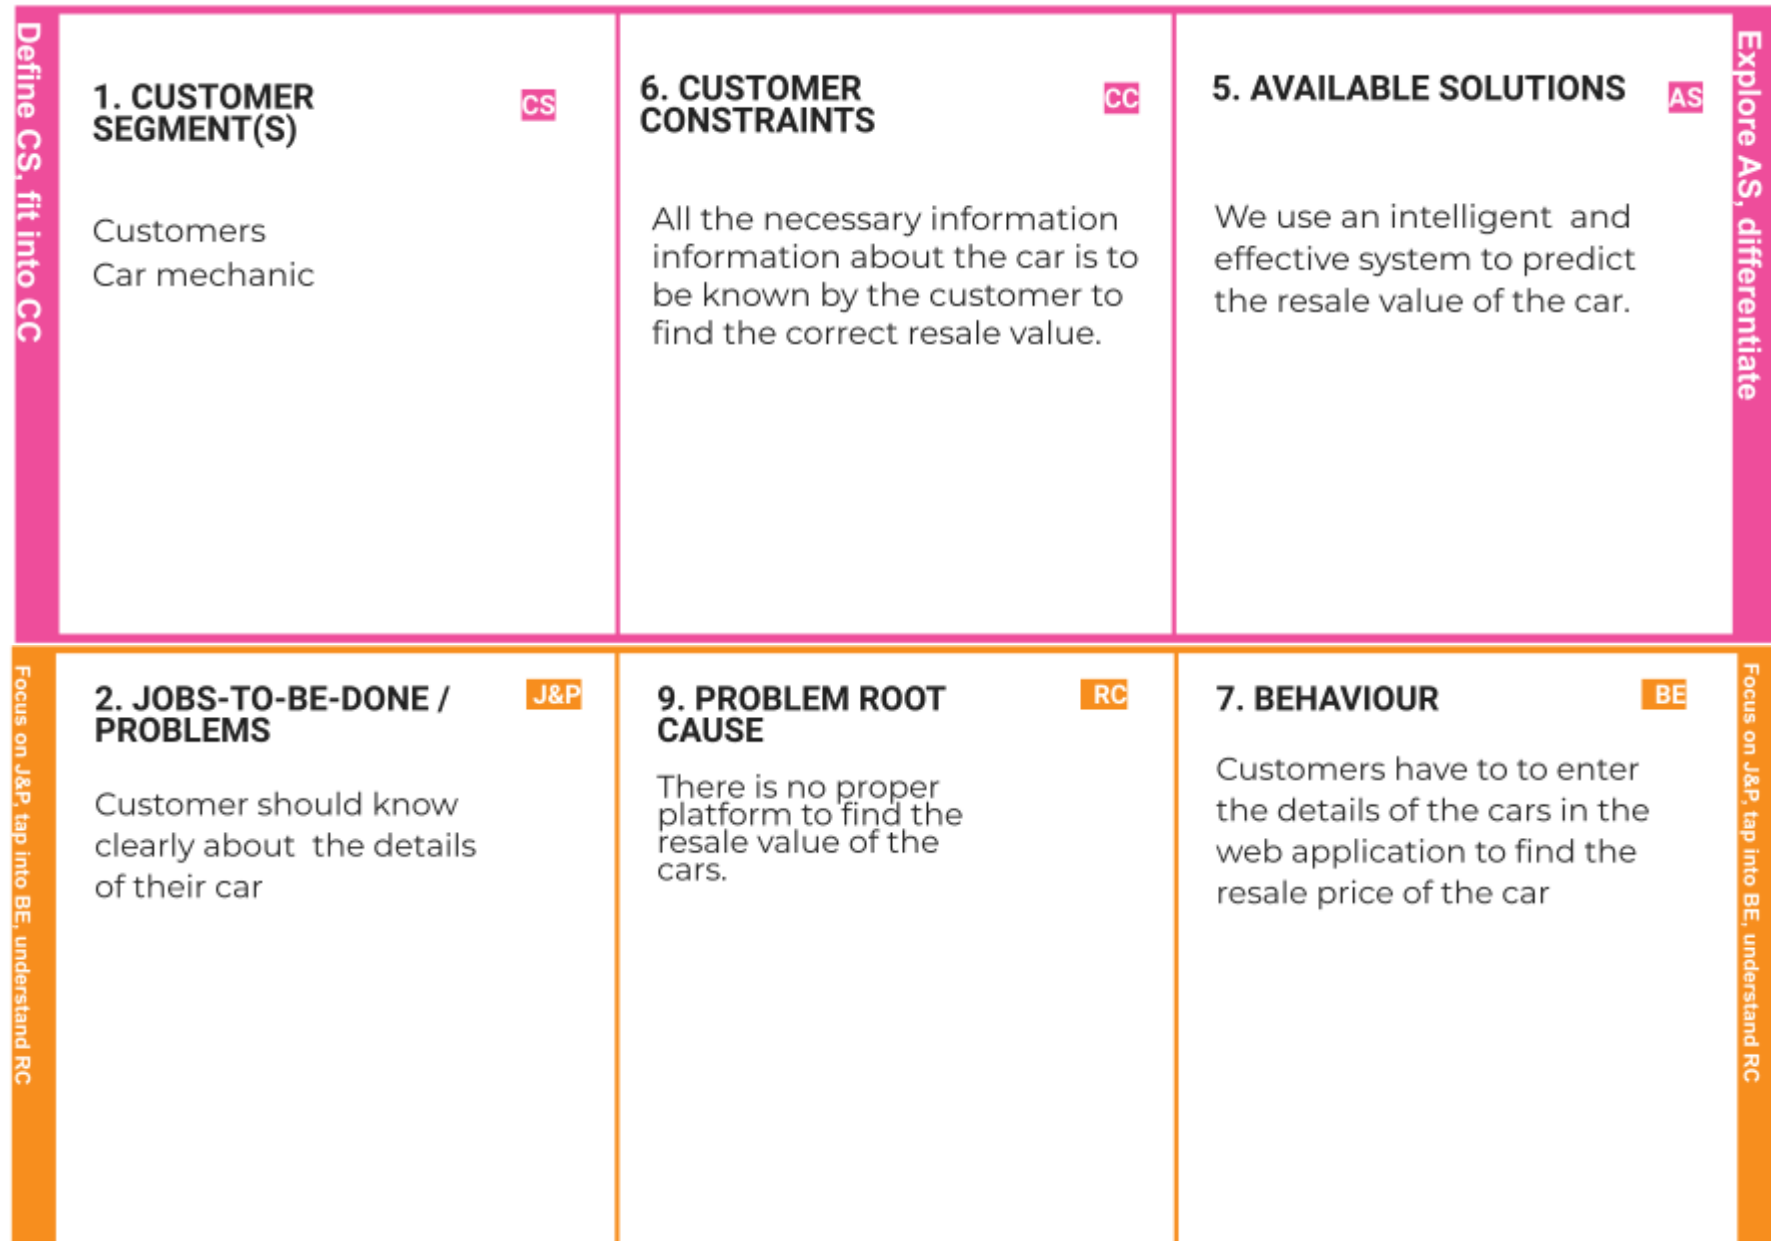 Define CS, fit into CC
1. CUSTOMER
SEGMENT(S)
CS
Customers
Car mechanic
6. CUSTOMER
CONSTRAINTS
CC
All the necessary information
information about the car is to
be known by the customer to
find the correct resale value.
5. AVAILABLE SOLUTIONS
AS
We use an intelligent  and
effective system to predict
the resale value of the car.
Explore AS, differentiate
Focus on J&P, tap into BE, understand RC
2. JOBS-TO-BE-DONE /
PROBLEMS
J&P
Customer should know
clearly about  the details
of their car
9. PROBLEM ROOT
CAUSE
RC
There is no proper
platform to find the
resale value of the
cars.
7. BEHAVIOUR
BE
Customers have to to enter
the details of the cars in the
web application to find the
resale price of the car
Focus on J&P, tap into BE, understand RC